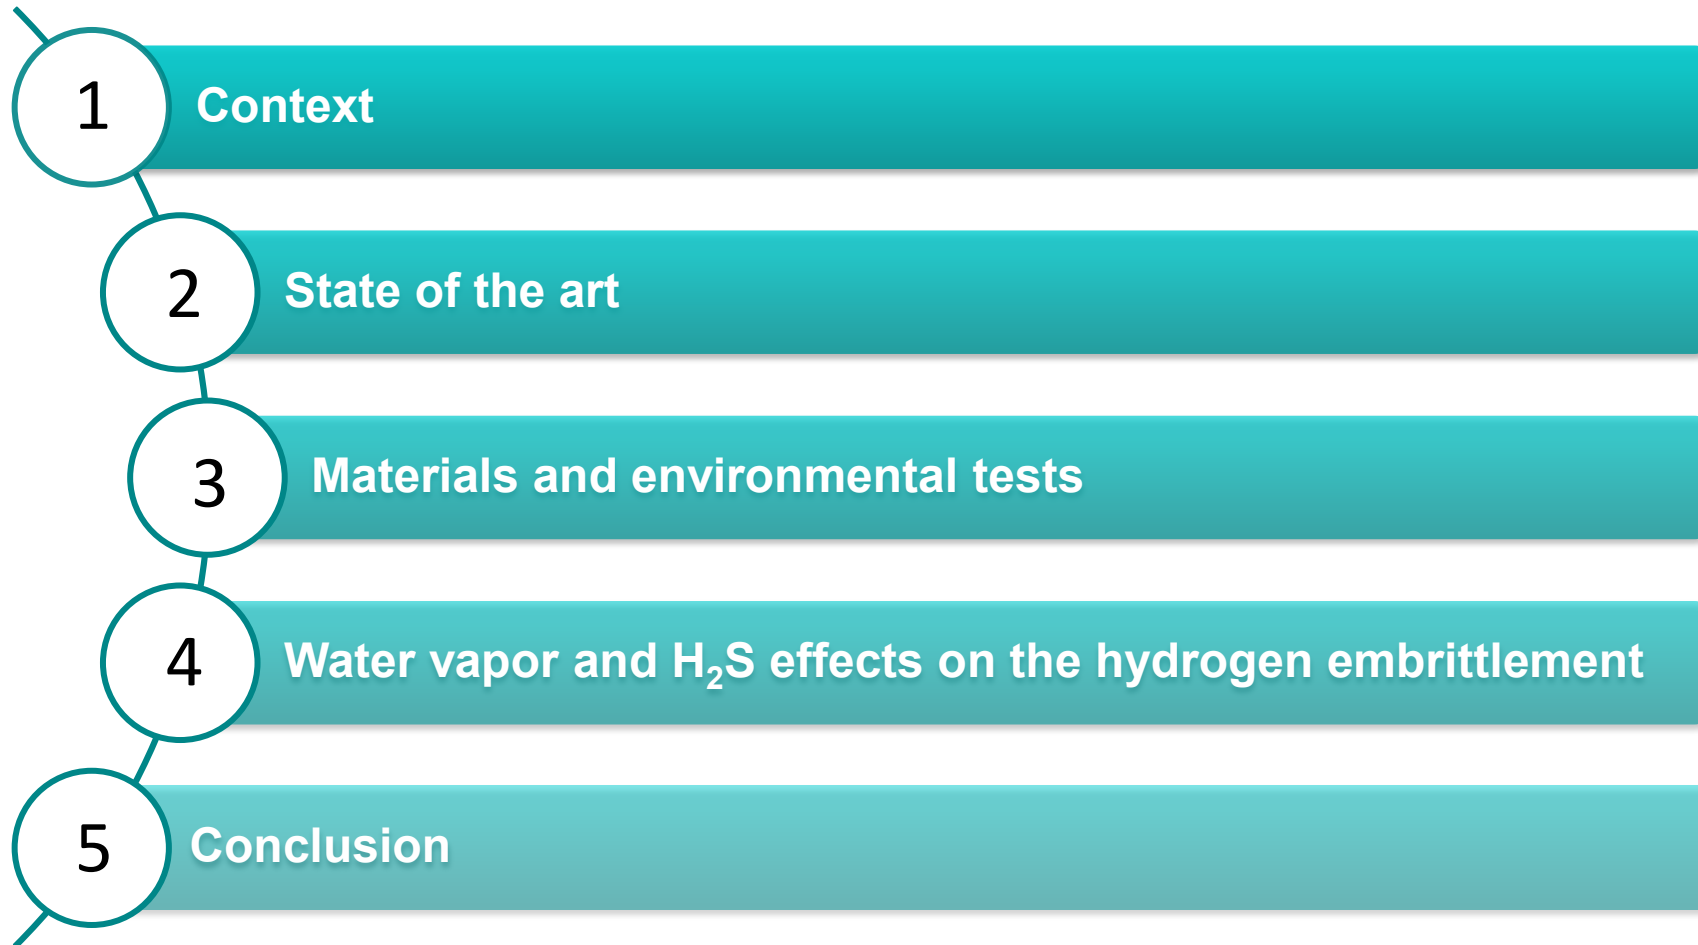 1 Context
2 State of the art
3 Materials and environmental tests
4 Water vapor and H₂S effects on the hydrogen embrittlement
5 Conclusion